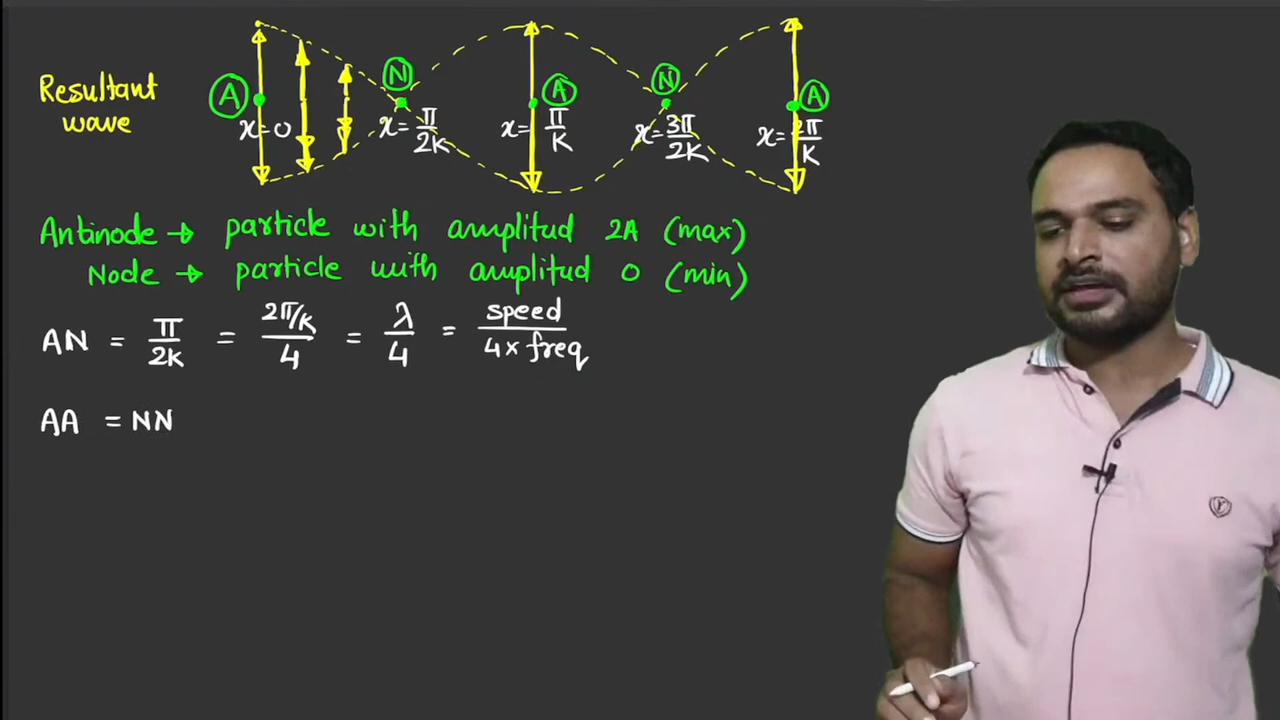 Resultant wave
A N A N A
x=0 x=π/2K x=π/K x=3π/2K x=2π/K
Antinode → particle with amplitud 2A (max)
Node → particle with amplitud 0 (min)
AN = π/2K = 2π/K/4 = λ/4 = speed/4× freq
AA = NN